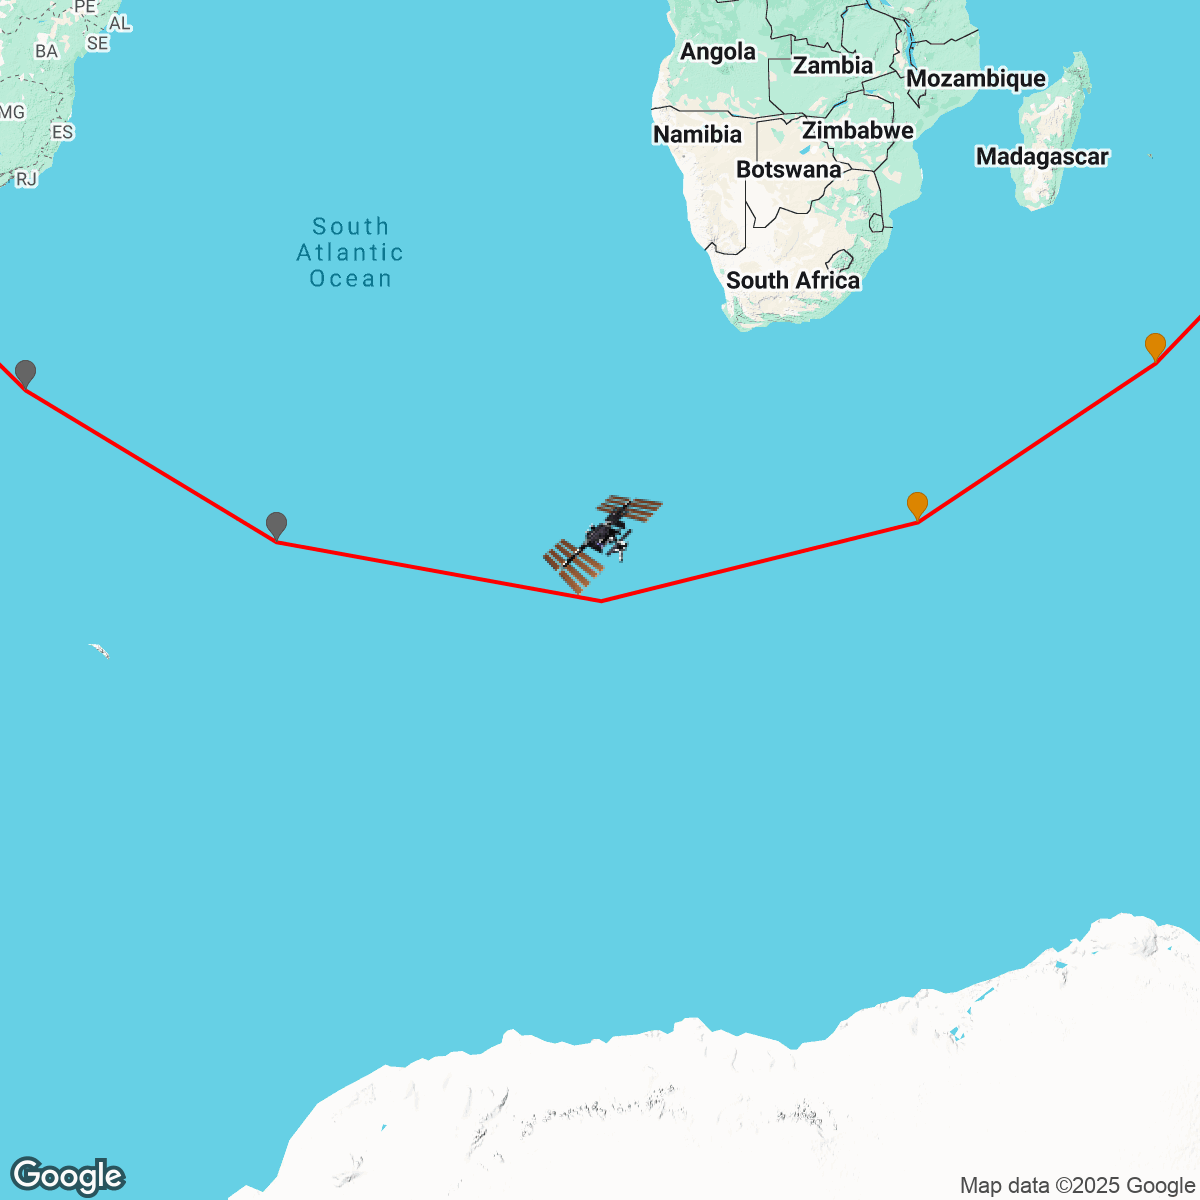 PE
AL
SE
BA
MG
ES
RJ
Angola
Zambia
Mozambique
Namibia
Zimbabwe
Botswana
Madagascar
South
Atlantic
Ocean
South Africa
Google
Map data ©2025 Google